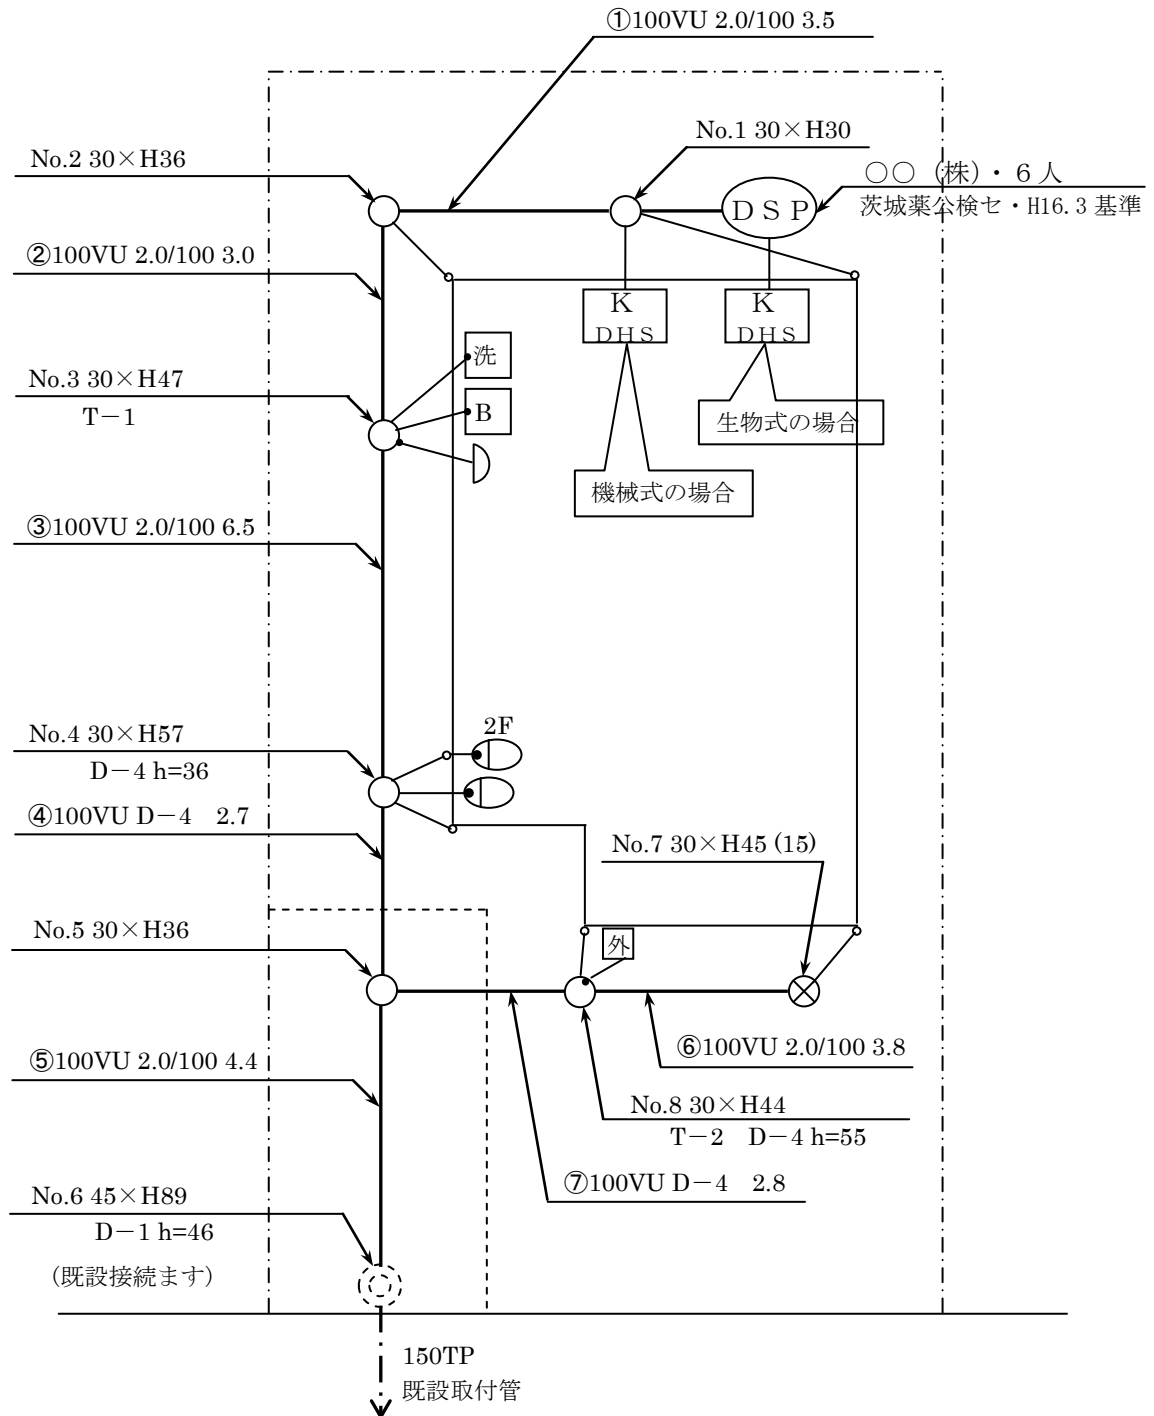 ①100VU 2.0/100 3.5
No.1 30×H30
No.2 30×H36
○○（株）・６人
茨城薬公検セ・H16.3 基準
ＤＳＰ
②100VU 2.0/100 3.0
K
ＤＨＳ
K
ＤＨＳ
洗
No.3 30×H47
T－1
B
生物式の場合
機械式の場合
③100VU 2.0/100 6.5
2F
No.4 30×H57
D－4 h=36
④100VU D－4　2.7
No.7 30×H45 (15)
No.5 30×H36
外
⑤100VU 2.0/100 4.4
⑥100VU 2.0/100 3.8
No.8 30×H44
T－2　D－4 h=55
⑦100VU D－4　2.8
No.6 45×H89
D－1 h=46
（既設接続ます）
150TP
既設取付管